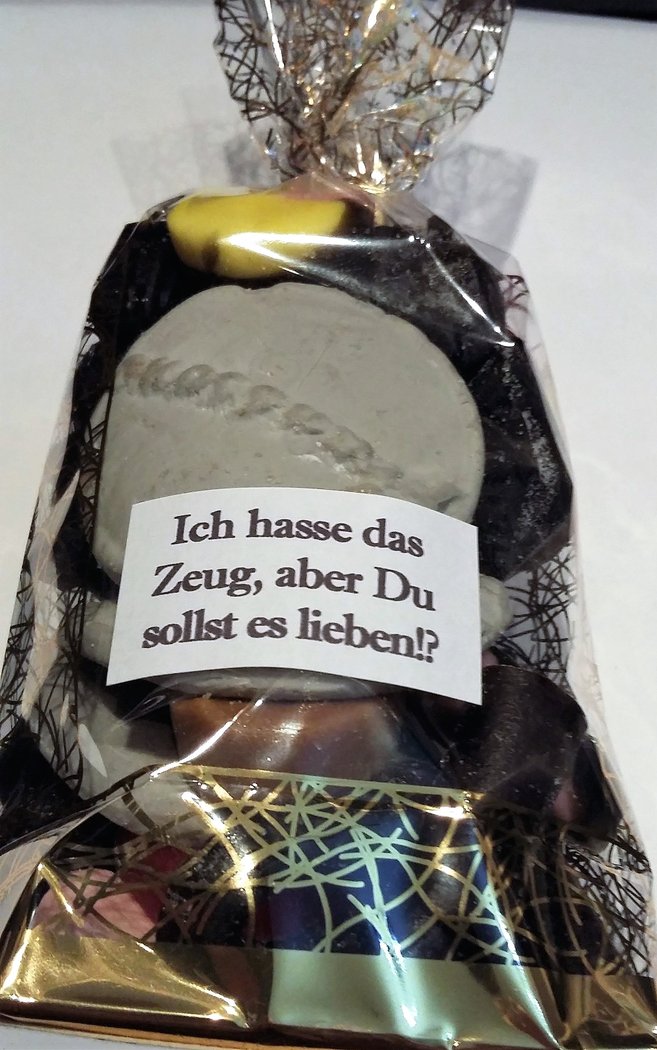 Ich hasse das
Zeug, aber Du
sollst es lieben!?